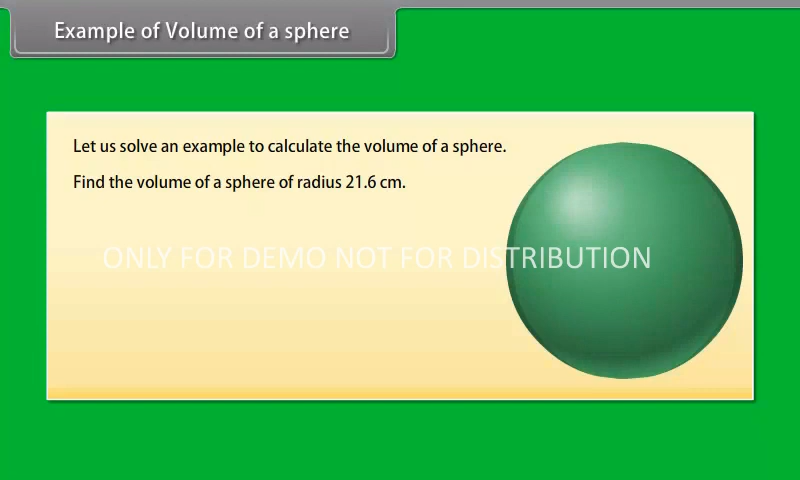 Example of Volume of a sphere
Let us solve an example to calculate the volume of a sphere.
Find the volume of a sphere of radius 21.6 cm.
ONLY FOR DEMO NOT FOR DISTRIBUTION